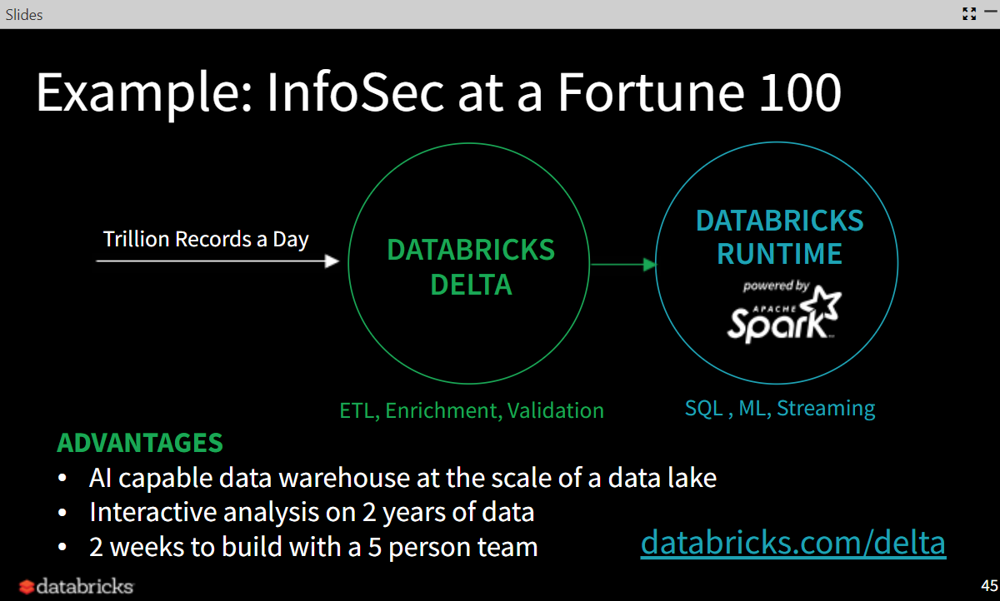 Slides
Example: InfoSec at a Fortune 100
Trillion Records a Day
DATABRICKS
DELTA
DATABRICKS
RUNTIME
powered by
APACHE
Spark
ETL, Enrichment, Validation
SQL , ML, Streaming
ADVANTAGES
• AI capable data warehouse at the scale of a data lake
• Interactive analysis on 2 years of data
• 2 weeks to build with a 5 person team
databricks.com/delta
databricks
45